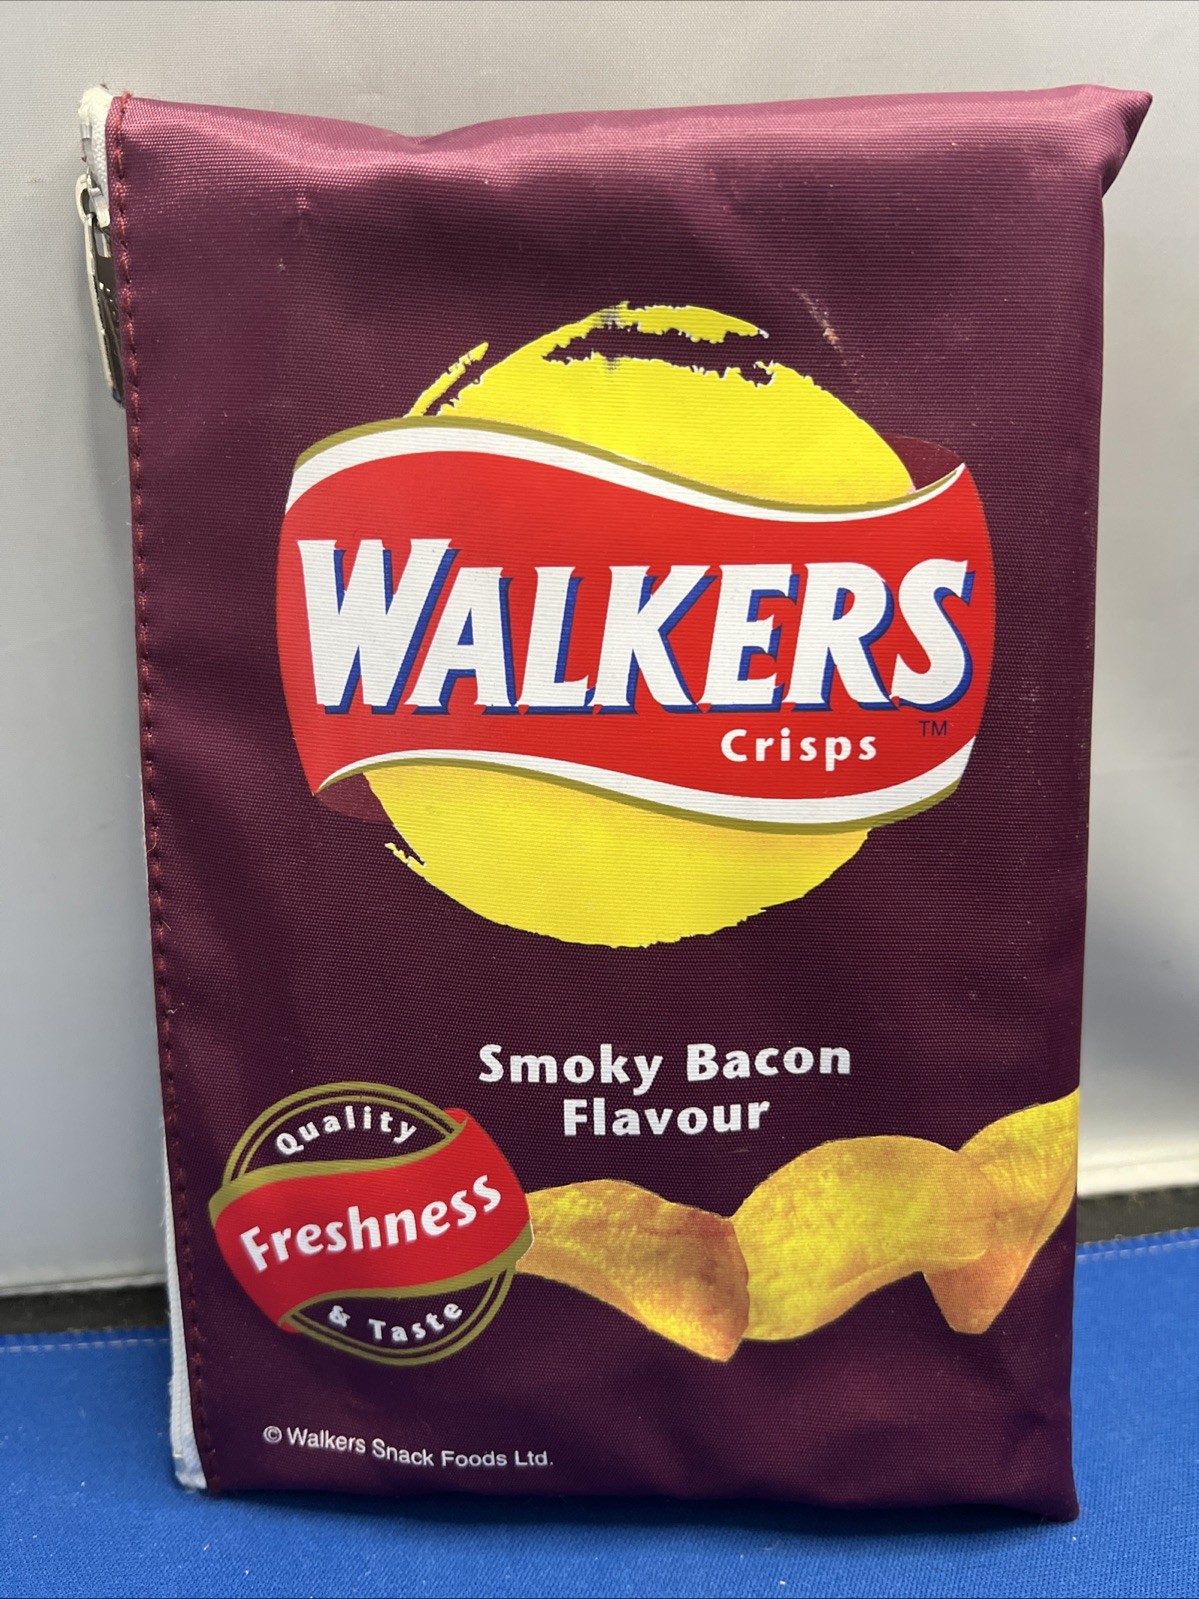 WALKERS
Crisps
TM
Smoky Bacon
Flavour
Quality
Freshness
& Taste
© Walkers Snack Foods Ltd.